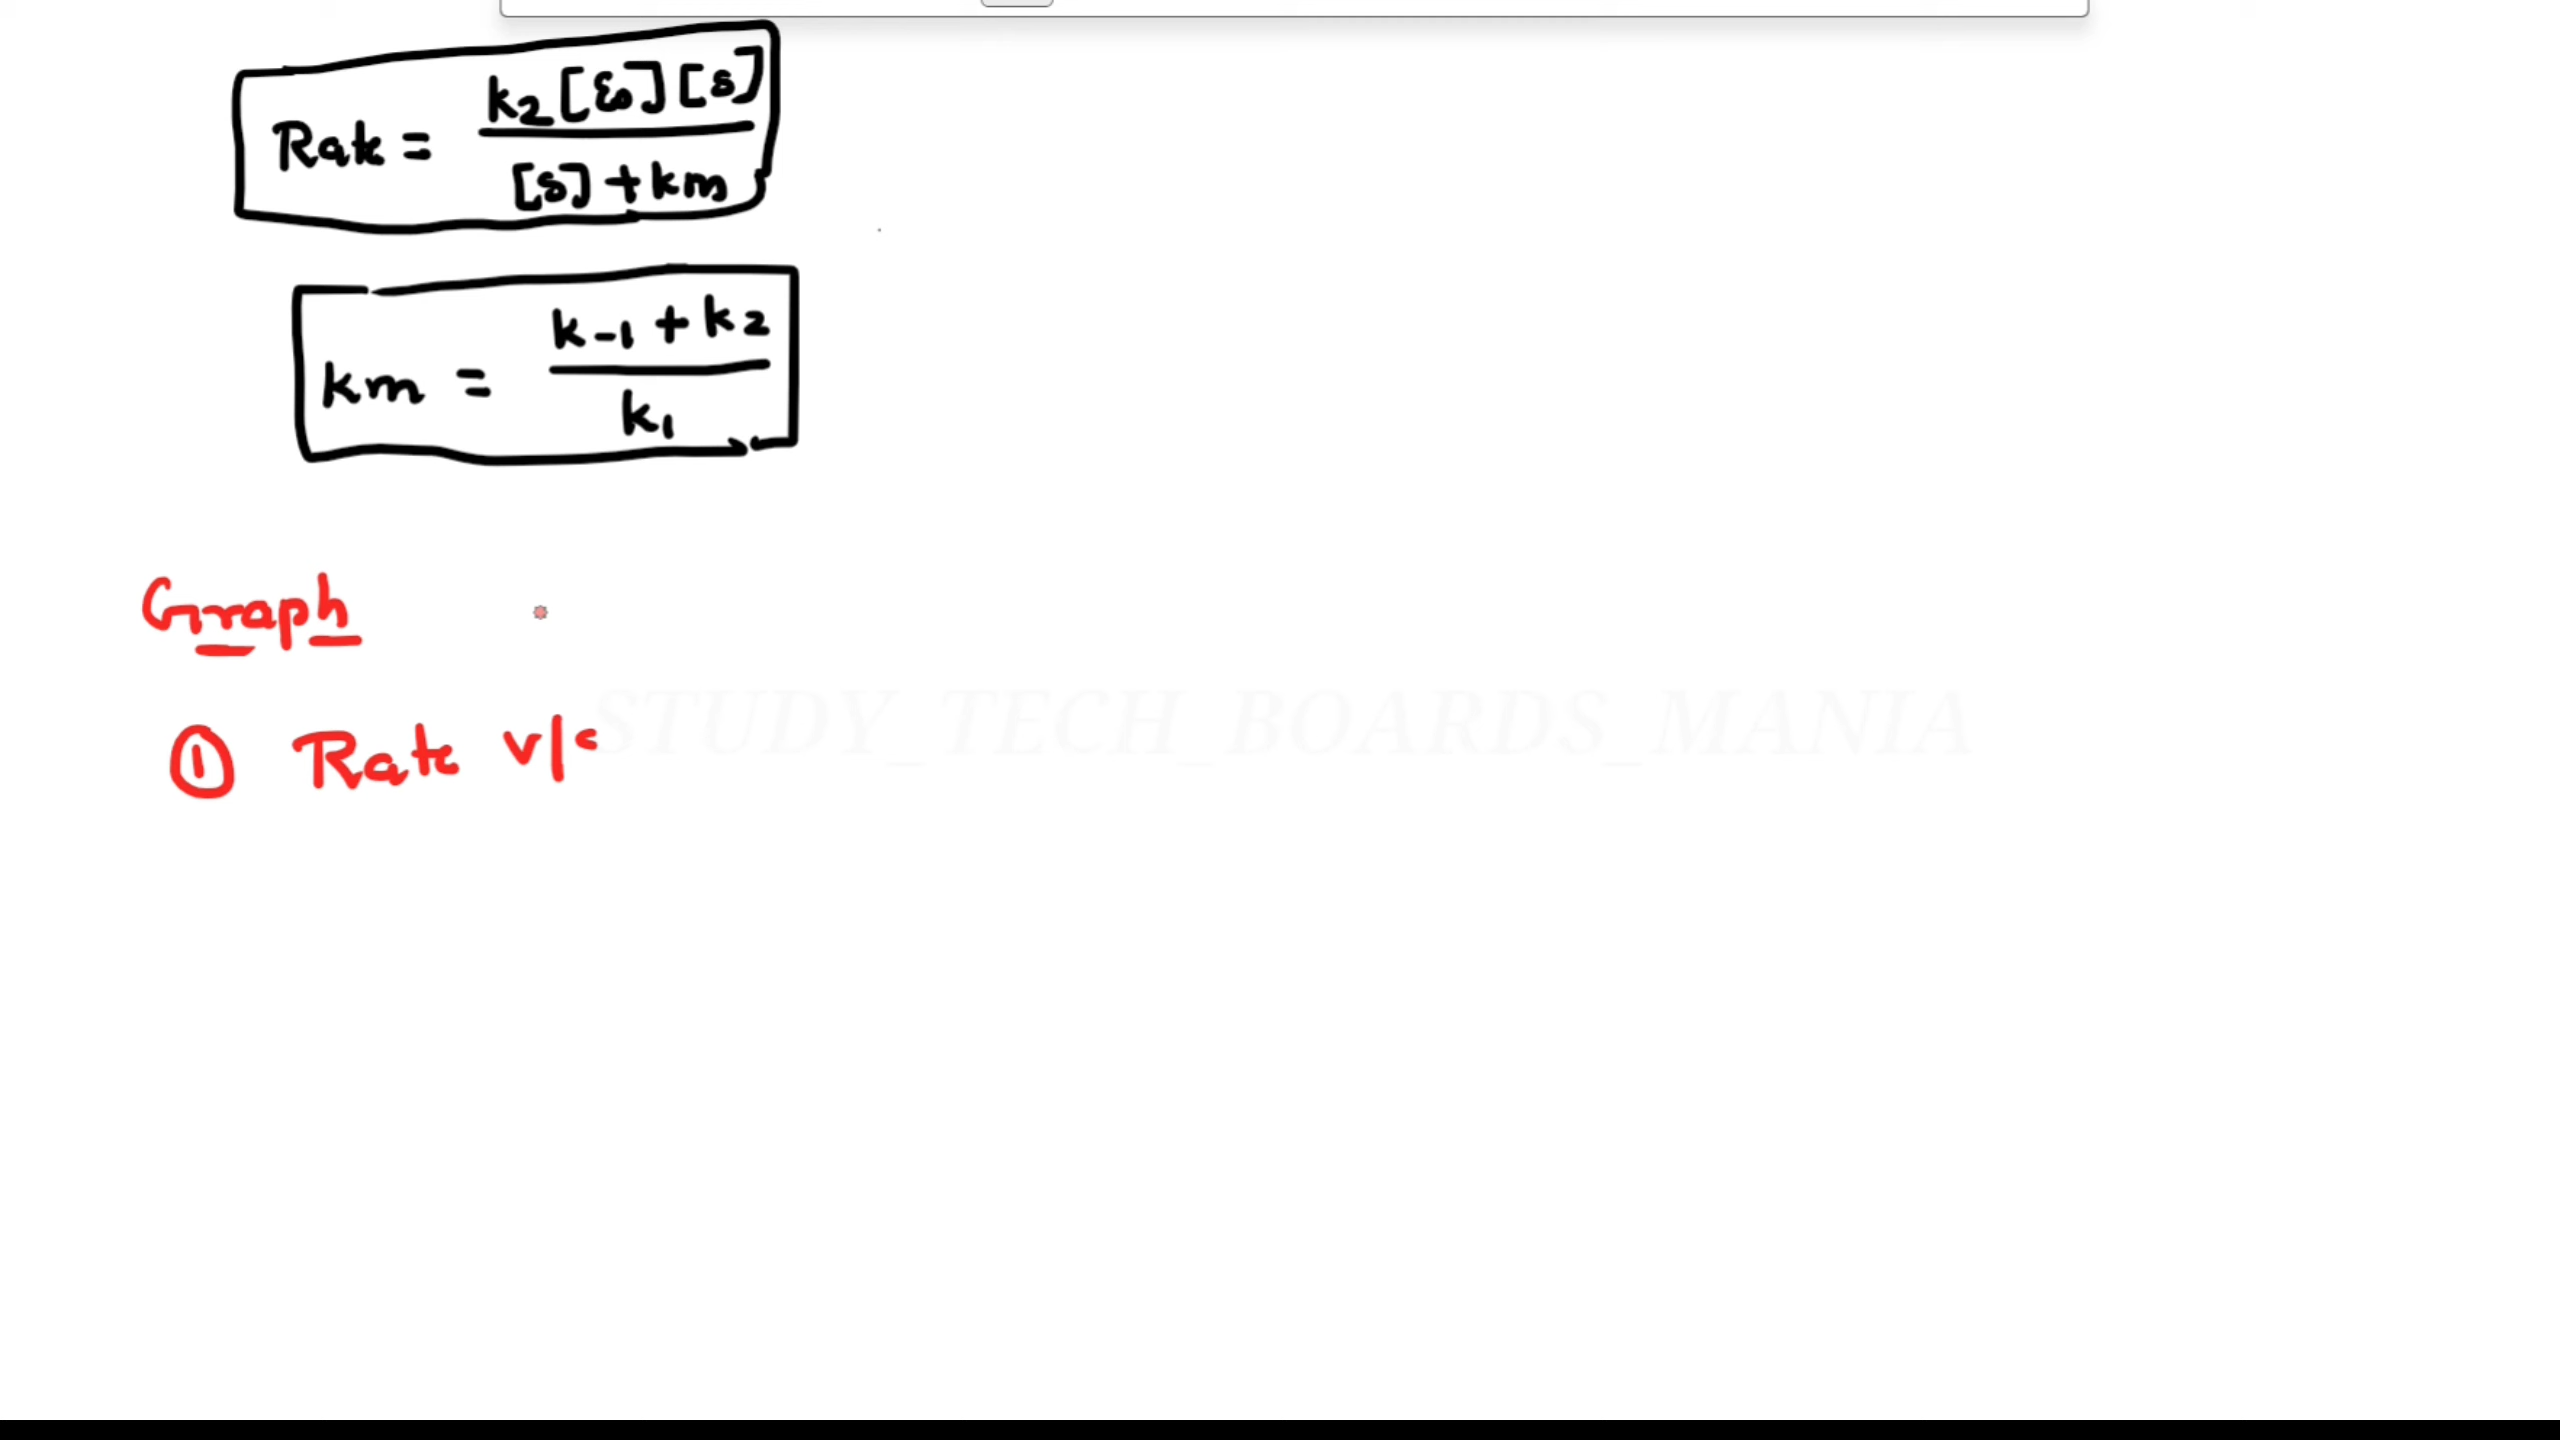 Rate = k2[E0][S] / [S] + km
km = k-1 + k2 / k1
Graph
① Rate v/s
STUDY_TECH_BOARDS_MANIA